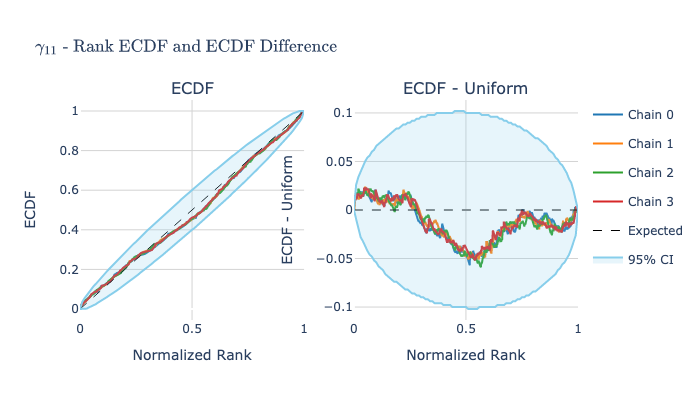 γ₁₁ - Rank ECDF and ECDF Difference
ECDF
ECDF - Uniform
ECDF
1
0.8
0.6
0.4
0.2
0
0
0.5
1
Normalized Rank
ECDF - Uniform
0.1
0.05
0
−0.05
−0.1
0
0.5
1
Normalized Rank
Chain 0
Chain 1
Chain 2
Chain 3
Expected
95% CI